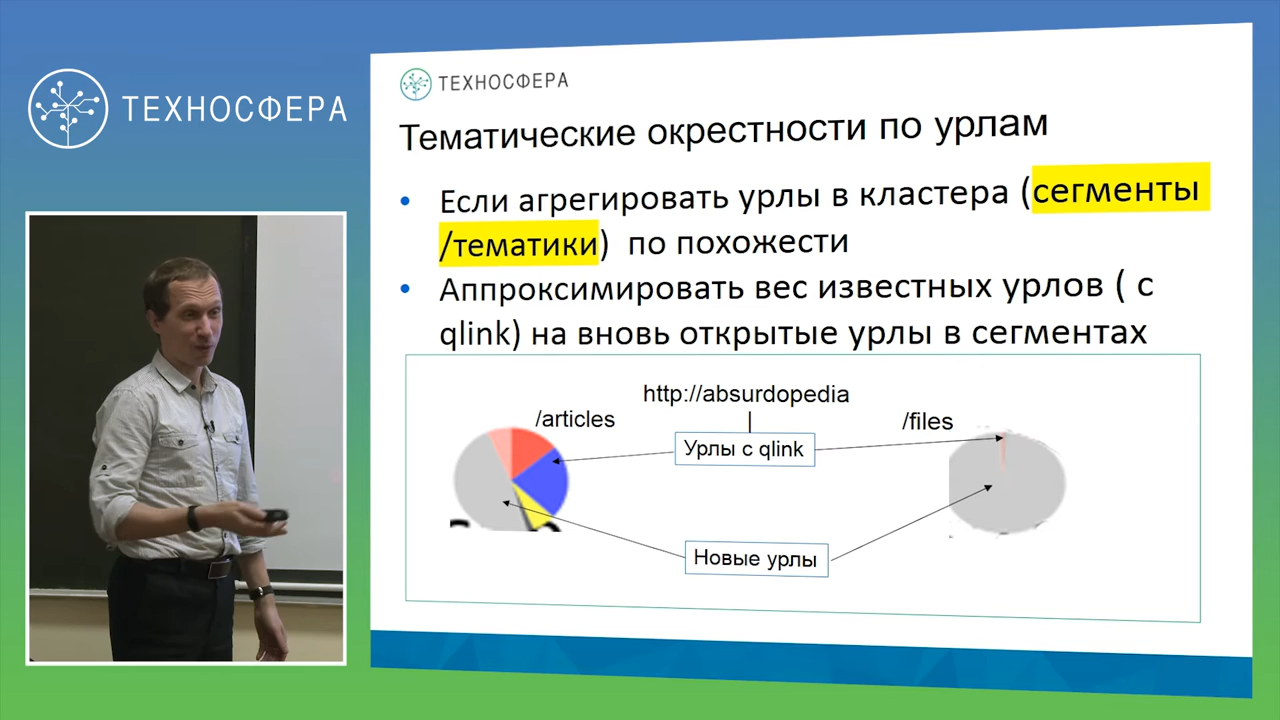 ТЕХНОСФЕРА
ТЕХНОСФЕРА
Тематические окрестности по урлам
• Если агрегировать урлы в кластера (сегменты
/тематики) по похожести
• Аппроксимировать вес известных урлов ( с
qlink) на вновь открытые урлы в сегментах
http://absurdopedia
/articles
/files
Урлы с qlink
Новые урлы